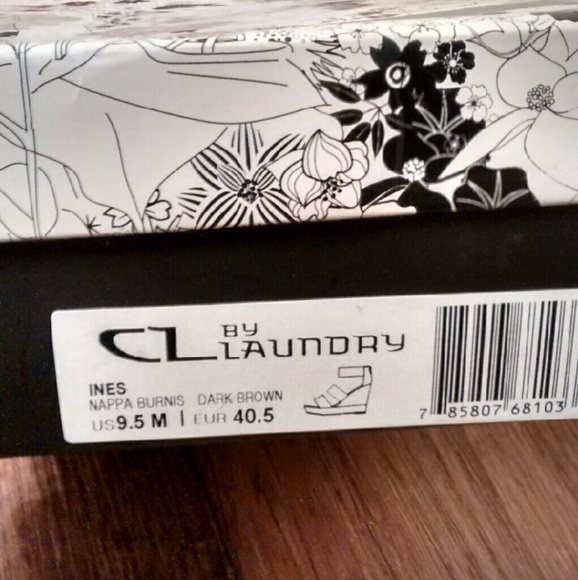 CL BY LAUNDRY
INES
NAPPA BURNIS DARK BROWN
US 9.5 M | EUR 40.5
7 85807 68103